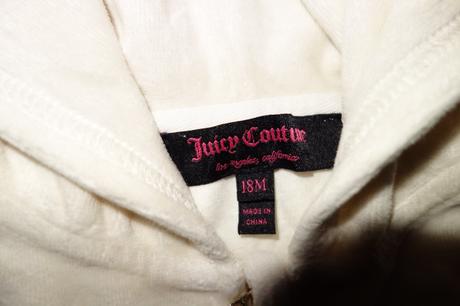 Juicy Couture
los angeles, california
18M
MADE IN
CHINA